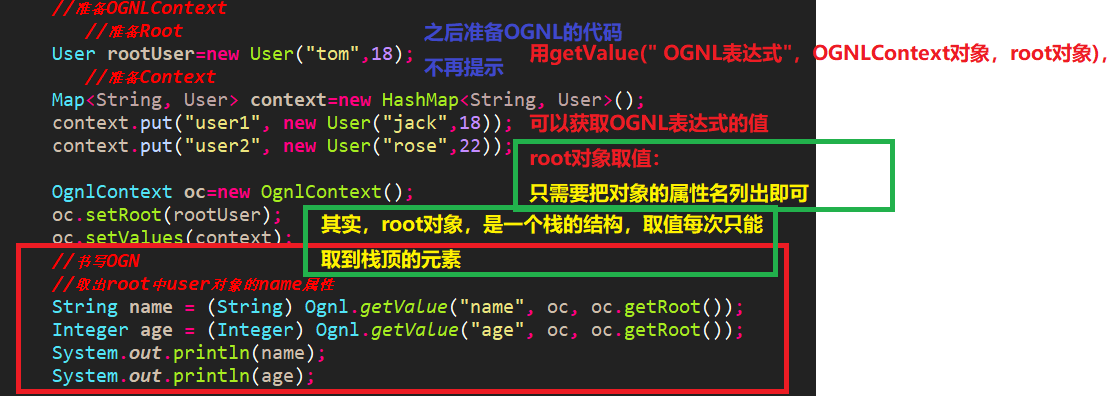 //准备OGNLContext
//准备Root
之后准备OGNL的代码
User rootUser=new User("tom",18);
用getValue(" OGNL表达式", OGNLContext对象, root对象),
不再提示
//准备Context
Map<String, User> context=new HashMap<String, User>();
context.put("user1", new User("jack",18));
可以获取OGNL表达式的值
context.put("user2", new User("rose",22));
root对象取值:
只需要把对象的属性名列出即可
OgnlContext oc=new OgnlContext();
oc.setRoot(rootUser);
oc.setValues(context);
其实, root对象, 是一个栈的结构, 取值每次只能
取到栈顶的元素
//书写OGN
//取出root中user对象的name属性
String name = (String) Ognl.getValue("name", oc, oc.getRoot());
Integer age = (Integer) Ognl.getValue("age", oc, oc.getRoot());
System.out.println(name);
System.out.println(age);